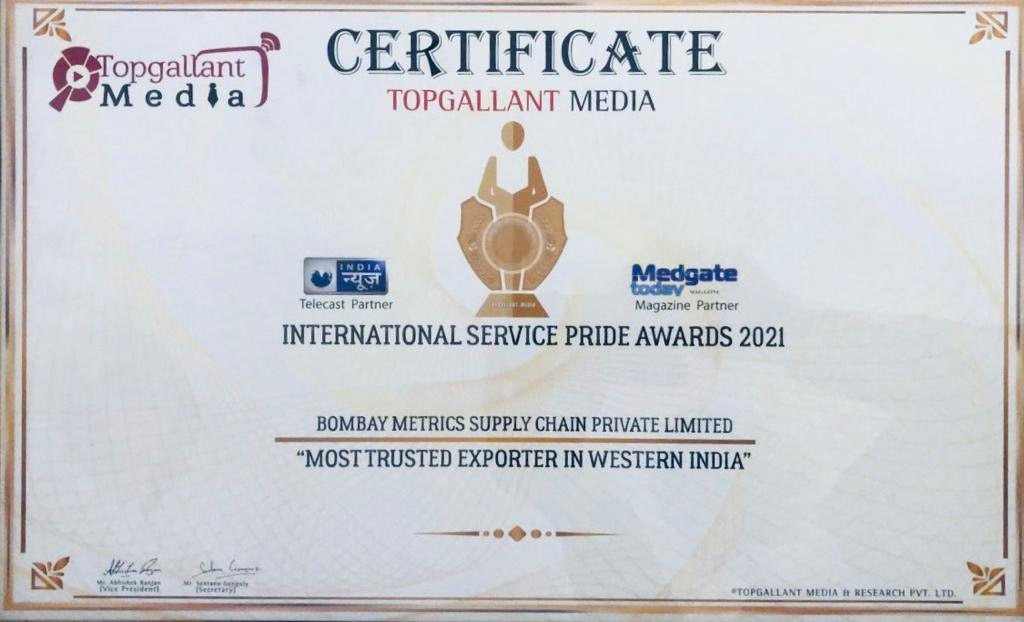 Topgallant
Media
CERTIFICATE
TOPGALLANT MEDIA
INDIA
न्यूज़
Telecast Partner
Medgate
today MAGAZINE
Magazine Partner
TOPGALLANT MEDIA
INTERNATIONAL SERVICE PRIDE AWARDS 2021
BOMBAY METRICS SUPPLY CHAIN PRIVATE LIMITED
“MOST TRUSTED EXPORTER IN WESTERN INDIA”
Mr. Abhishek Ranjan
(Vice President)
Mr. Santanu Ganguly
(Secretary)
®TOPGALLANT MEDIA & RESEARCH PVT. LTD.